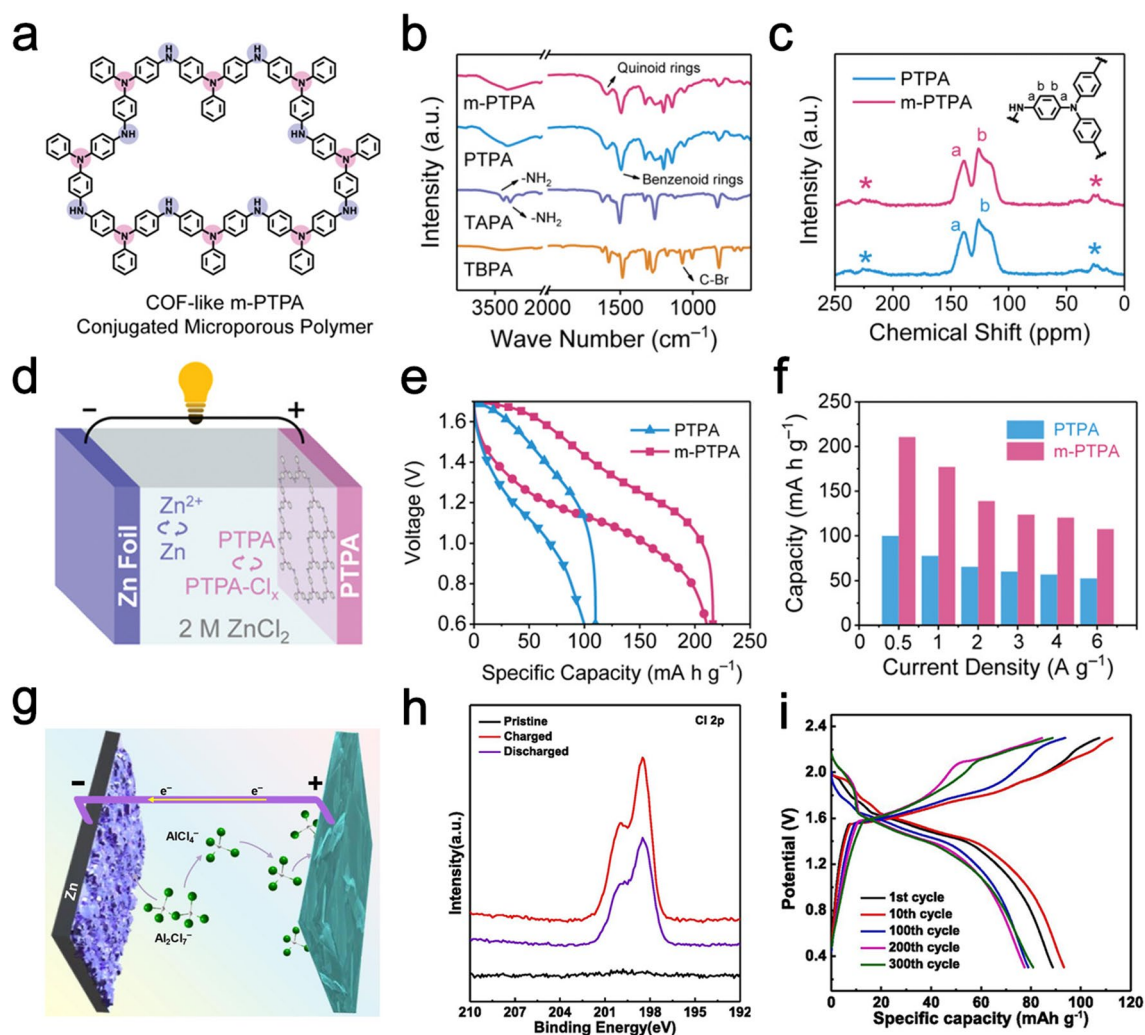 a
HN
HN
N
N
N
NH
HN
N
N
NH
N
H
N
H
NH
N
N
N
COF-like m-PTPA
Conjugated Microporous Polymer
b
Intensity (a.u.)
Quinoid rings
m-PTPA
PTPA
-NH₂
Benzenoid rings
TAPA
-NH₂
TBPA
C-Br
3750 2000 1500 1000
Wave Number (cm⁻¹)
c
Intensity (a.u.)
PTPA
m-PTPA
b b
a a
-HN
N
a
b
*
*
a
b
*
*
250 200 150 100 50 0
Chemical Shift (ppm)
d
− +
Zn Foil
Zn²⁺
Zn
PTPA
PTPA-Clₓ
2 M ZnCl₂
PTPA
e
Voltage (V)
1.6
1.4
1.2
1.0
0.8
0.6
PTPA
m-PTPA
0 50 100 150 200 250
Specific Capacity (mA h g⁻¹)
f
Capacity (mA h g⁻¹)
250
200
150
100
50
0
PTPA
m-PTPA
0 0.5 1 2 3 4 6
Current Density (A g⁻¹)
g
− +
e⁻ e⁻
Zn
AlCl₄⁻
Al₂Cl₇⁻
h
Intensity(a.u.)
Pristine
Charged
Discharged
Cl 2p
210 207 204 201 198 195 192
Binding Energy(eV)
i
Potential (V)
2.4
2.0
1.6
1.2
0.8
0.4
1st cycle
10th cycle
100th cycle
200th cycle
300th cycle
0 20 40 60 80 100 120
Specific capacity (mAh g⁻¹)